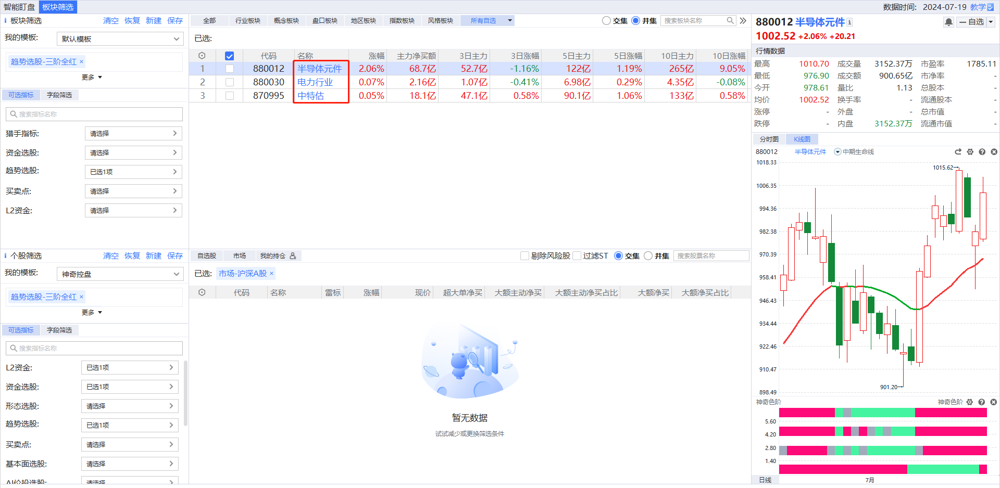 智能盯盘 板块筛选 数据时间: 2024-07-19 教学
板块筛选 清空 恢复 新建 保存
我的模板: 默认模板
趋势选股-三阶全红 ×
更多
可选指标 字段筛选
搜索指标名称
猎手指标: 请选择
资金选股: 请选择
趋势选股: 已选1项
买卖点: 请选择
L2资金: 请选择
全部 行业板块 概念板块 盘口板块 地区板块 指数板块 风格板块 所有自选 交集 并集 搜索板块名称
已选:
代码 名称 涨幅 主力净买额 3日主力 3日涨幅 5日主力 5日涨幅 10日主力 10日涨幅
1 880012 半导体元件 2.06% 68.7亿 52.7亿 -1.16% 122亿 1.19% 265亿 9.05%
2 880030 电力行业 0.07% 2.16亿 1.07亿 -0.41% 6.98亿 0.29% 4.35亿 -0.08%
3 870995 中特估 0.05% 18.1亿 47.1亿 0.58% 90.1亿 1.06% 133亿 0.58%
个股筛选 清空 恢复 新建 保存
我的模板: 神奇控盘
趋势选股-三阶全红 ×
更多
可选指标 字段筛选
搜索指标名称
L2资金: 已选1项
资金选股: 已选1项
形态选股: 请选择
趋势选股: 已选1项
买卖点: 请选择
基本面选股: 请选择
AI价投选股: 请选择
自选股 市场 我的持仓 剔除风险股 过滤ST 交集 并集 搜索股票名称
已选: 市场-沪深A股 ×
代码 名称 雷标 涨幅 现价 超大单净买 大额主动净买 大额主动净买占比 大额净买 大额净买占比
暂无数据
试试减少或更换筛选条件
880012 半导体元件 自选
1002.52 +2.06% +20.21
行情数据
最高 1010.70 成交量 3152.37万 市盈率 1785.11
最低 976.90 成交额 900.65亿 市净率 -
今开 978.61 量比 1.13 总股本 -
均价 1002.52 换手率 - 流通股本 -
涨停 - 外盘 - 总市值 -
跌停 - 内盘 3152.37万 流通市值 -
分时图 K线图
880012 半导体元件 中期生命线
1018.33
1015.62
1006.35
994.36
982.38
970.39
958.41
946.43
934.44
922.46
910.47
901.20
898.49
神奇色阶 神奇色阶
5.60
4.20
2.80
1.40
日线 7月